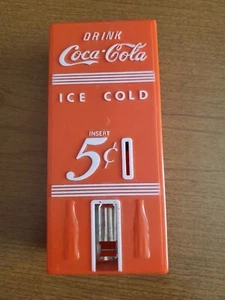 DRINK
Coca-Cola
ICE COLD
INSERT
5¢